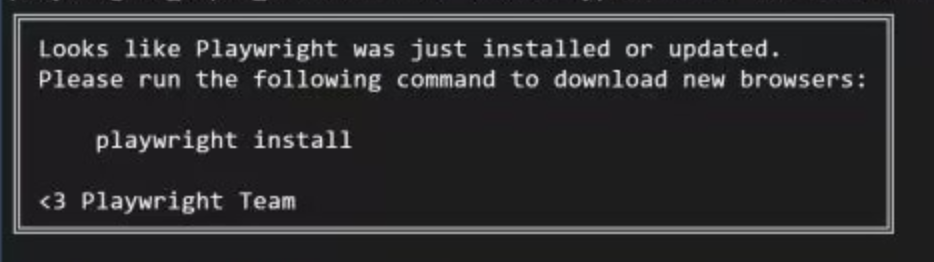 Looks like Playwright was just installed or updated.
Please run the following command to download new browsers:
playwright install
<3 Playwright Team